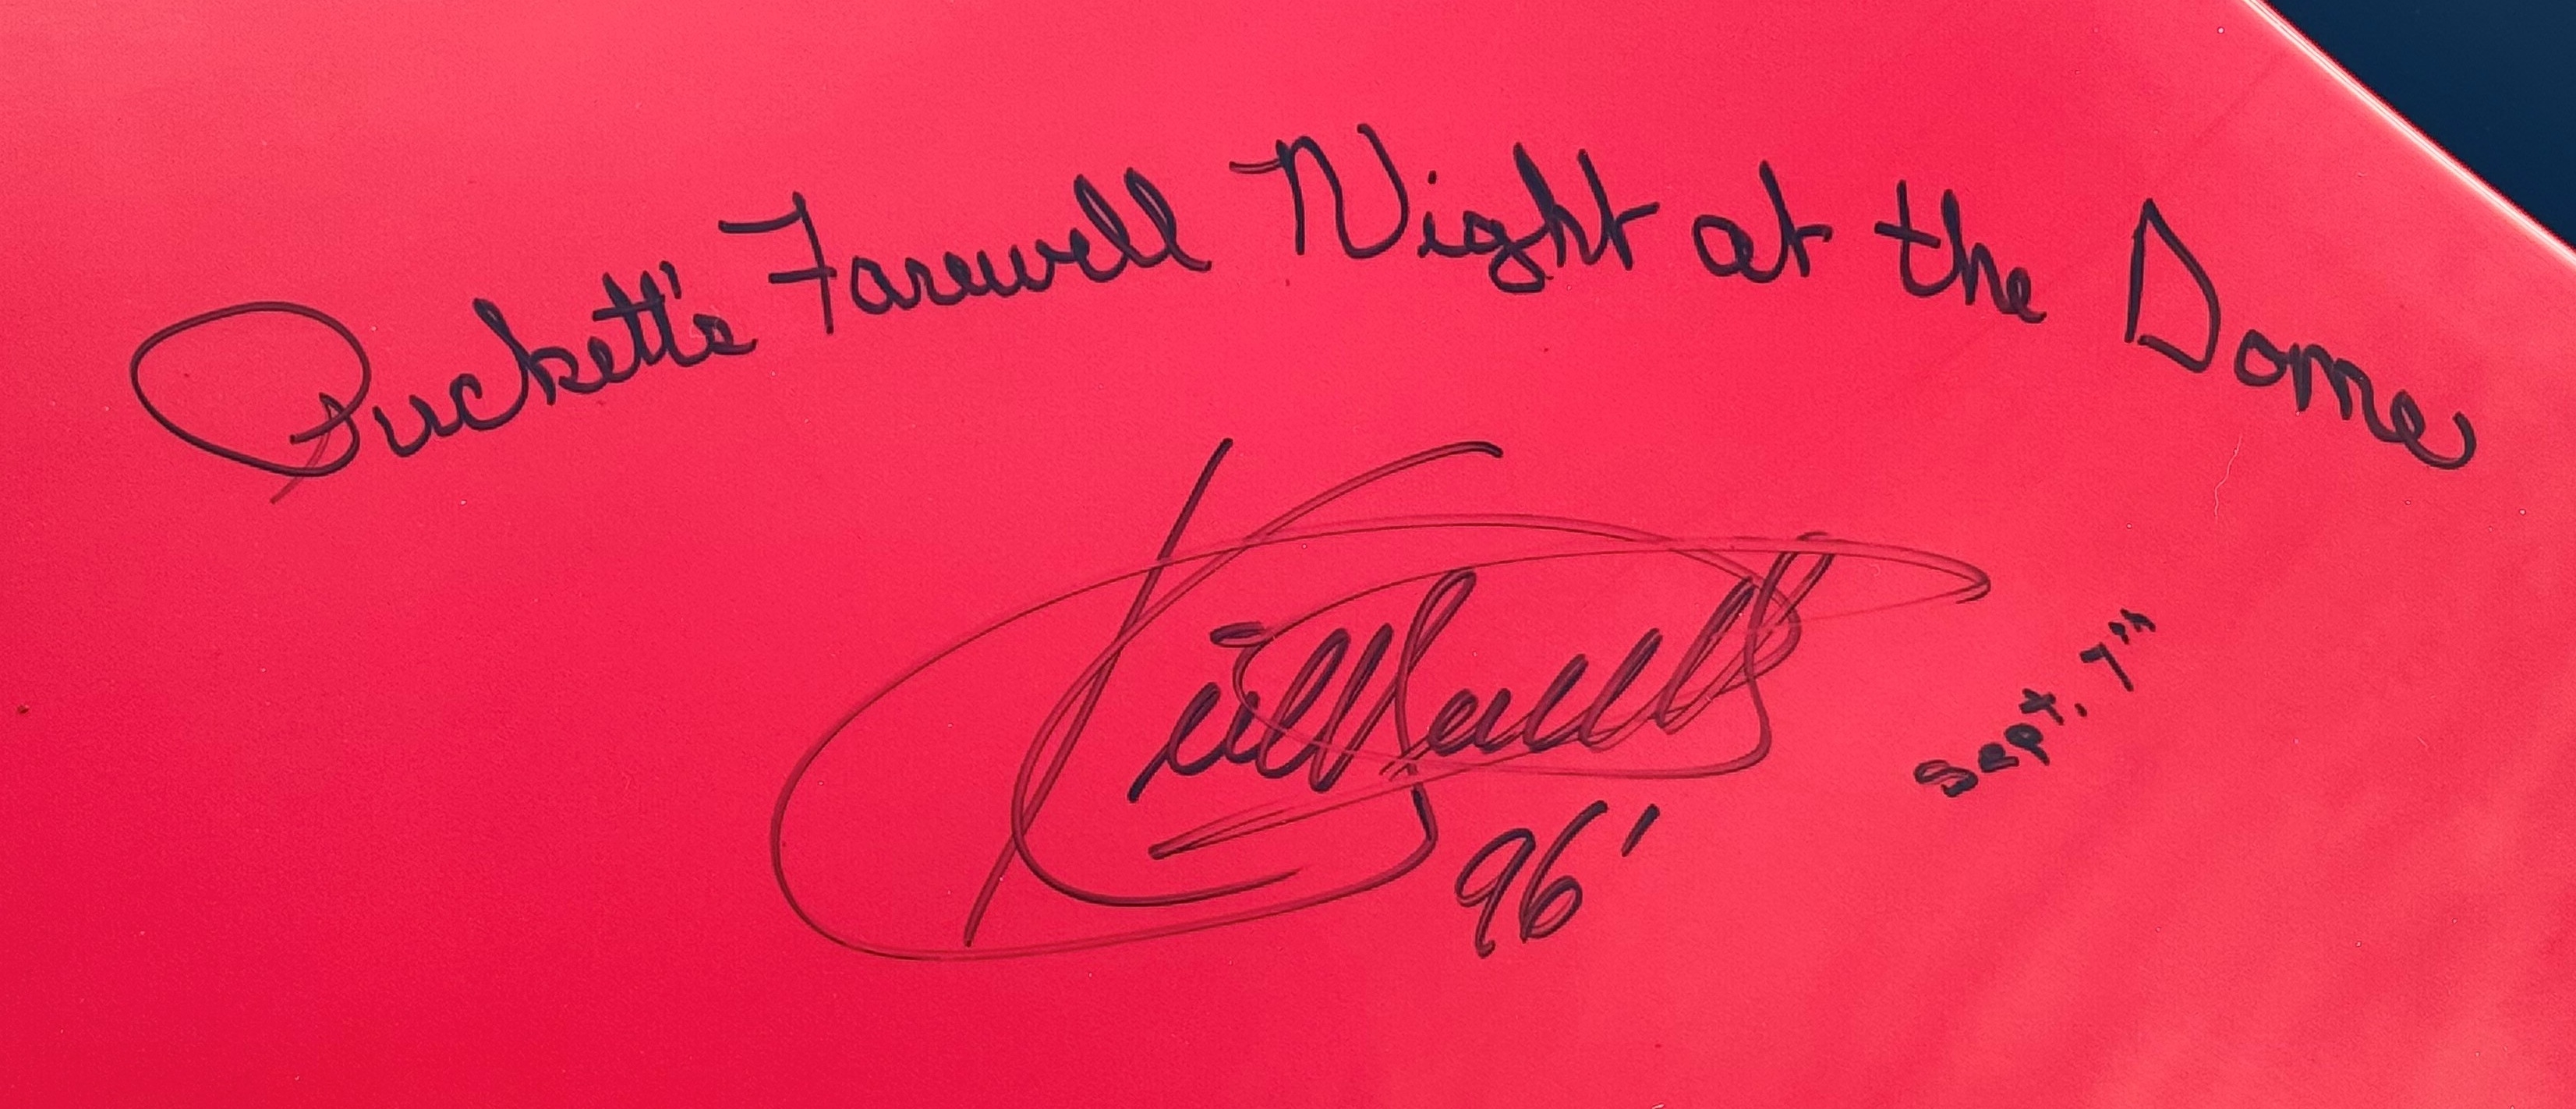 Puckett's Farewell Night at the Dome
Sept. 7th
96'